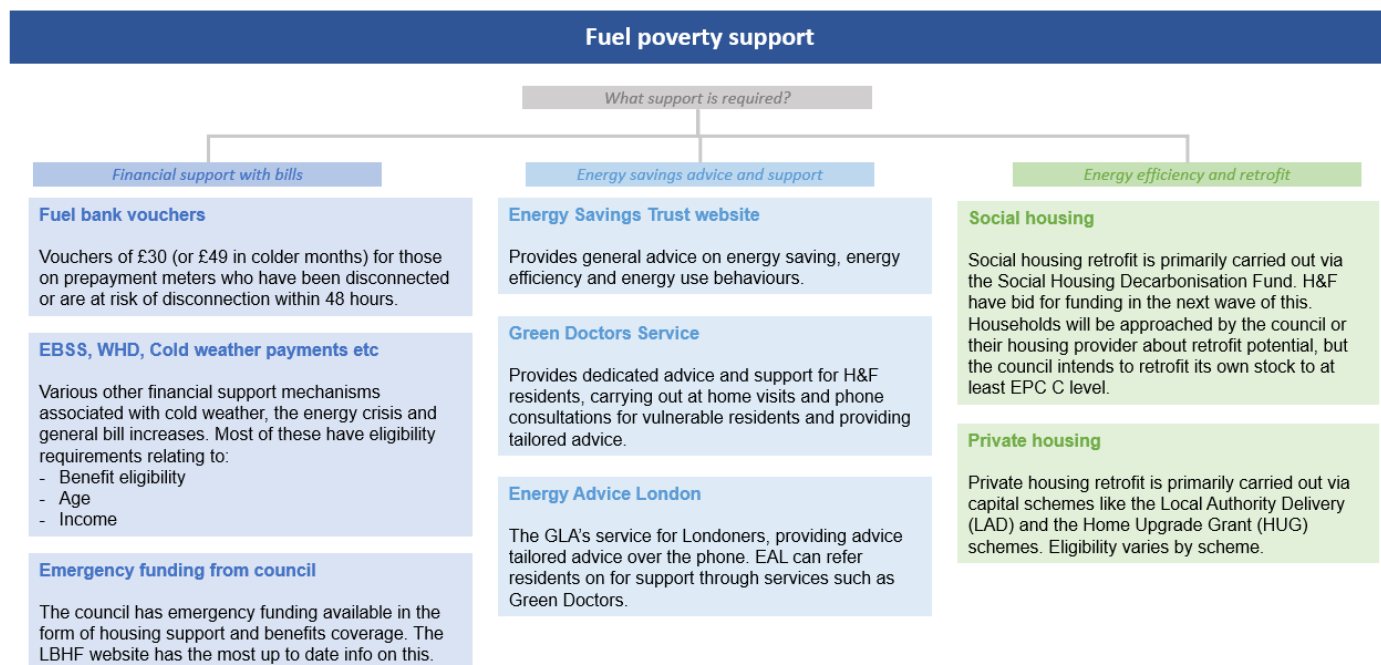 Fuel poverty support
What support is required?
Financial support with bills
Fuel bank vouchers
Vouchers of £30 (or £49 in colder months) for those
on prepayment meters who have been disconnected
or are at risk of disconnection within 48 hours.
EBSS, WHD, Cold weather payments etc
Various other financial support mechanisms
associated with cold weather, the energy crisis and
general bill increases. Most of these have eligibility
requirements relating to:
- Benefit eligibility
- Age
- Income
Emergency funding from council
The council has emergency funding available in the
form of housing support and benefits coverage. The
LBHF website has the most up to date info on this.
Energy savings advice and support
Energy Savings Trust website
Provides general advice on energy saving, energy
efficiency and energy use behaviours.
Green Doctors Service
Provides dedicated advice and support for H&F
residents, carrying out at home visits and phone
consultations for vulnerable residents and providing
tailored advice.
Energy Advice London
The GLA's service for Londoners, providing advice
tailored advice over the phone. EAL can refer
residents on for support through services such as
Green Doctors.
Energy efficiency and retrofit
Social housing
Social housing retrofit is primarily carried out via
the Social Housing Decarbonisation Fund. H&F
have bid for funding in the next wave of this.
Households will be approached by the council or
their housing provider about retrofit potential, but
the council intends to retrofit its own stock to at
least EPC C level.
Private housing
Private housing retrofit is primarily carried out via
capital schemes like the Local Authority Delivery
(LAD) and the Home Upgrade Grant (HUG)
schemes. Eligibility varies by scheme.